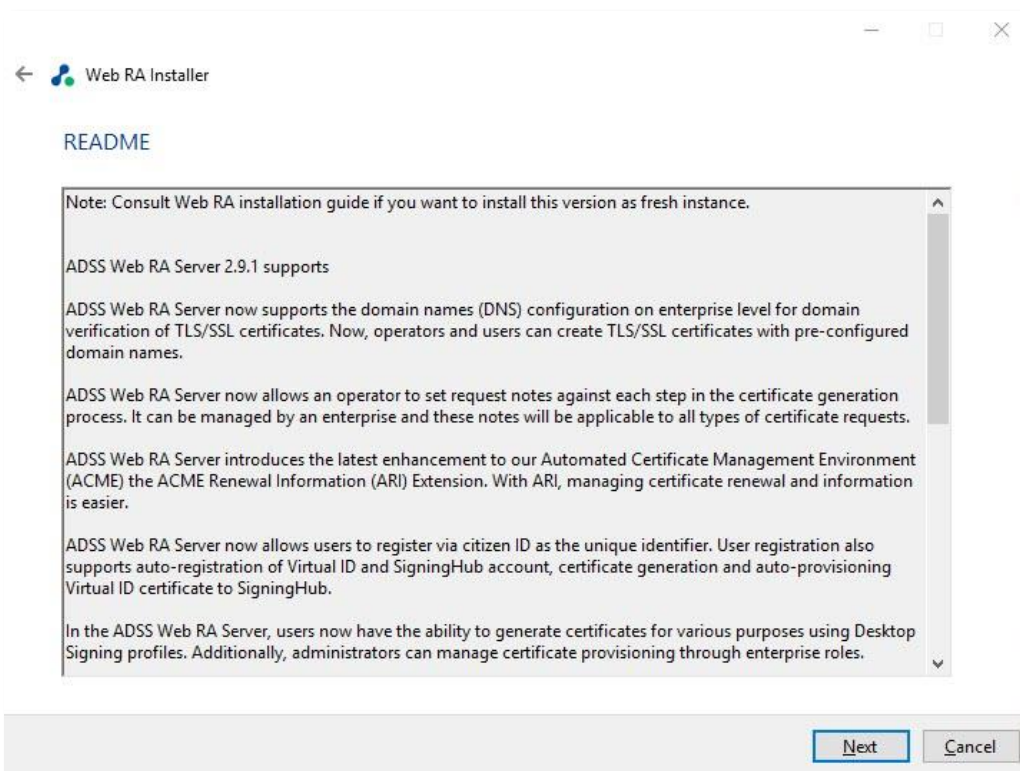 Web RA Installer
README
Note: Consult Web RA installation guide if you want to install this version as fresh instance.
ADSS Web RA Server 2.9.1 supports
ADSS Web RA Server now supports the domain names (DNS) configuration on enterprise level for domain
verification of TLS/SSL certificates. Now, operators and users can create TLS/SSL certificates with pre-configured
domain names.
ADSS Web RA Server now allows an operator to set request notes against each step in the certificate generation
process. It can be managed by an enterprise and these notes will be applicable to all types of certificate requests.
ADSS Web RA Server introduces the latest enhancement to our Automated Certificate Management Environment
(ACME) the ACME Renewal Information (ARI) Extension. With ARI, managing certificate renewal and information
is easier.
ADSS Web RA Server now allows users to register via citizen ID as the unique identifier. User registration also
supports auto-registration of Virtual ID and SigningHub account, certificate generation and auto-provisioning
Virtual ID certificate to SigningHub.
In the ADSS Web RA Server, users now have the ability to generate certificates for various purposes using Desktop
Signing profiles. Additionally, administrators can manage certificate provisioning through enterprise roles.
Next Cancel